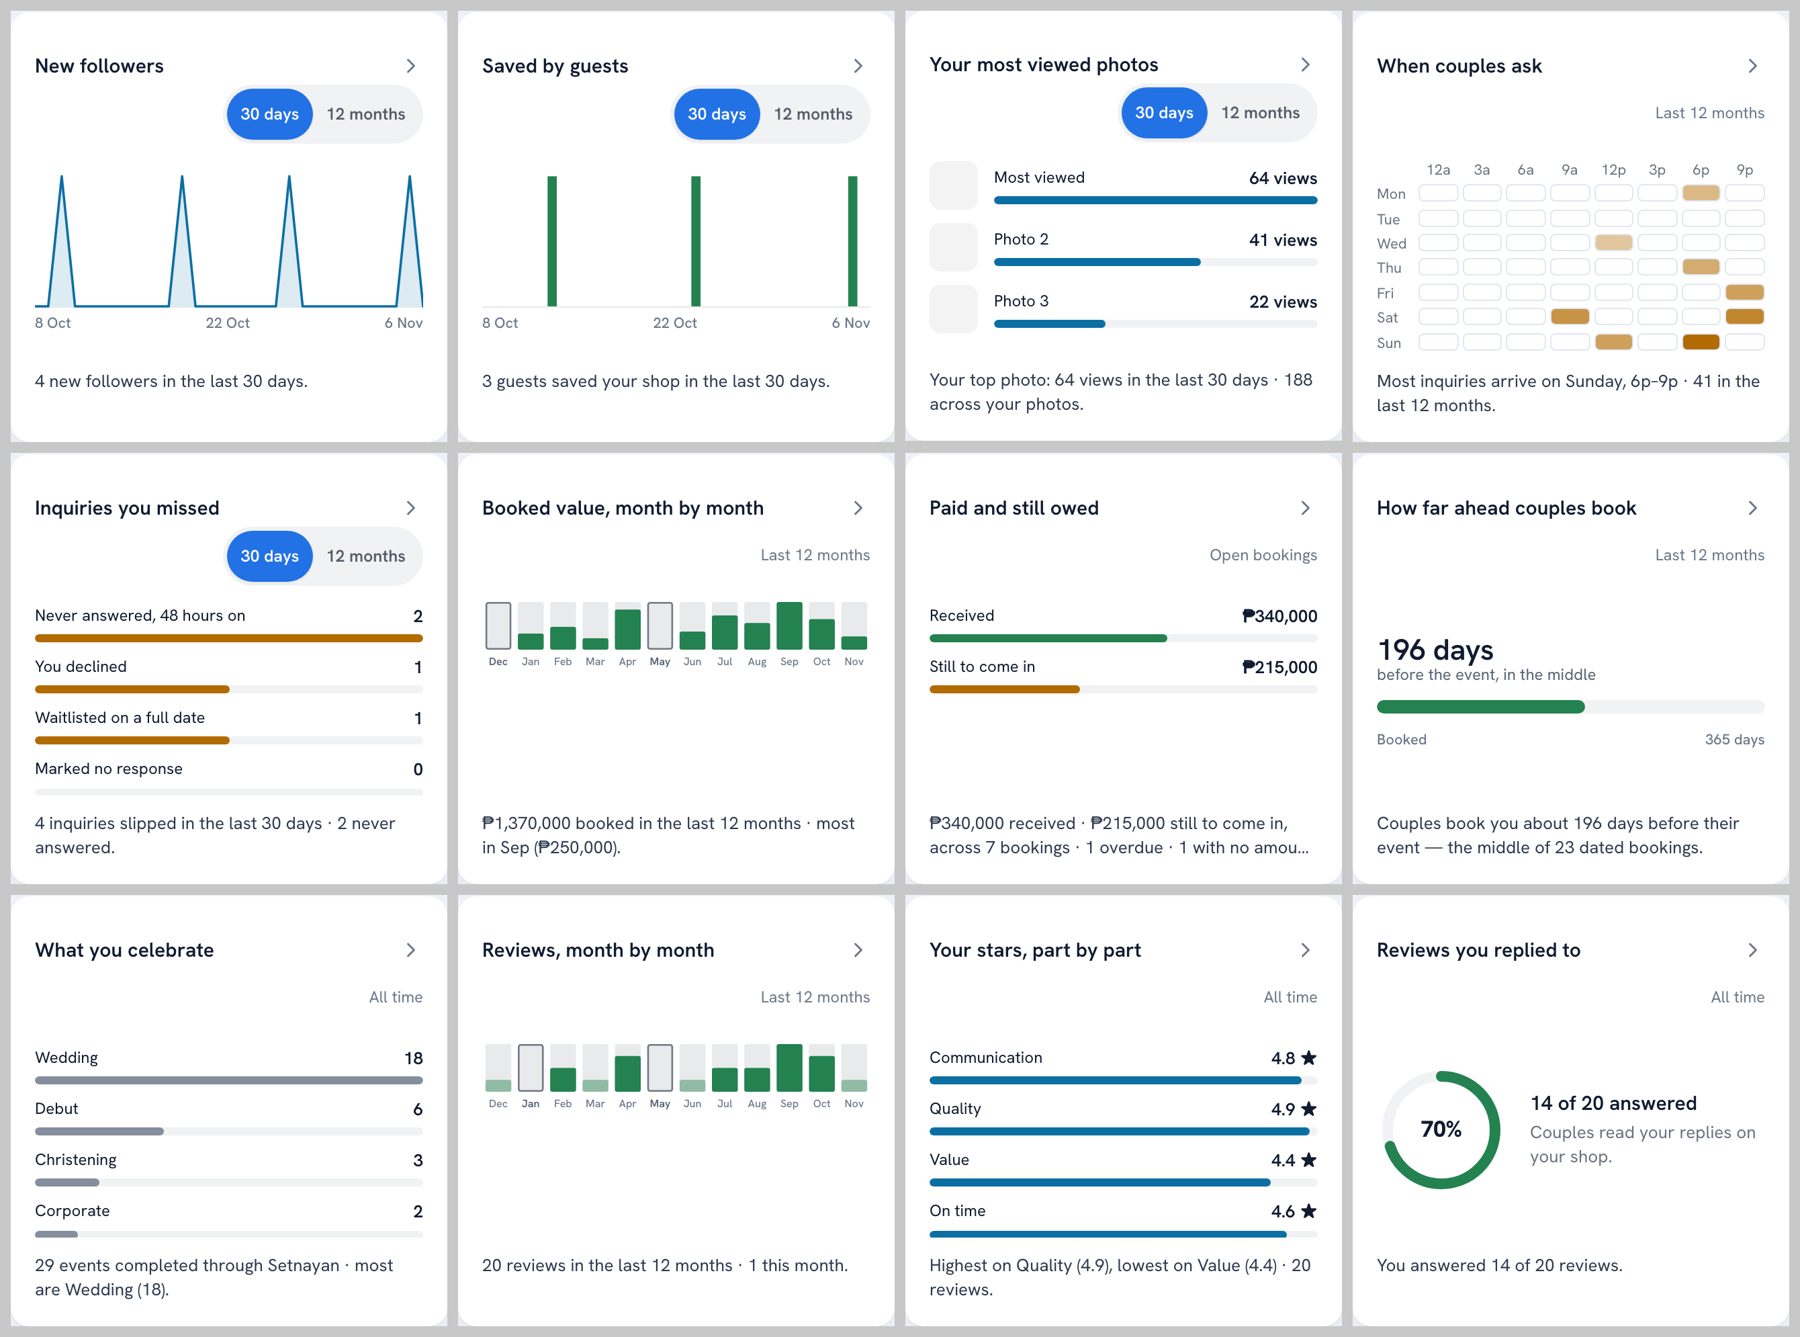 New followers
30 days 12 months
8 Oct 22 Oct 6 Nov
4 new followers in the last 30 days.
Saved by guests
30 days 12 months
8 Oct 22 Oct 6 Nov
3 guests saved your shop in the last 30 days.
Your most viewed photos
30 days 12 months
Most viewed 64 views
Photo 2 41 views
Photo 3 22 views
Your top photo: 64 views in the last 30 days · 188
across your photos.
When couples ask
Last 12 months
12a 3a 6a 9a 12p 3p 6p 9p
Mon
Tue
Wed
Thu
Fri
Sat
Sun
Most inquiries arrive on Sunday, 6p–9p · 41 in the
last 12 months.
Inquiries you missed
30 days 12 months
Never answered, 48 hours on 2
You declined 1
Waitlisted on a full date 1
Marked no response 0
4 inquiries slipped in the last 30 days · 2 never
answered.
Booked value, month by month
Last 12 months
Dec Jan Feb Mar Apr May Jun Jul Aug Sep Oct Nov
₱1,370,000 booked in the last 12 months · most
in Sep (₱250,000).
Paid and still owed
Open bookings
Received ₱340,000
Still to come in ₱215,000
₱340,000 received · ₱215,000 still to come in,
across 7 bookings · 1 overdue · 1 with no amou...
How far ahead couples book
Last 12 months
196 days
before the event, in the middle
Booked 365 days
Couples book you about 196 days before their
event — the middle of 23 dated bookings.
What you celebrate
All time
Wedding 18
Debut 6
Christening 3
Corporate 2
29 events completed through Setnayan · most
are Wedding (18).
Reviews, month by month
Last 12 months
Dec Jan Feb Mar Apr May Jun Jul Aug Sep Oct Nov
20 reviews in the last 12 months · 1 this month.
Your stars, part by part
All time
Communication 4.8 ★
Quality 4.9 ★
Value 4.4 ★
On time 4.6 ★
Highest on Quality (4.9), lowest on Value (4.4) · 20
reviews.
Reviews you replied to
All time
70%
14 of 20 answered
Couples read your replies on
your shop.
You answered 14 of 20 reviews.